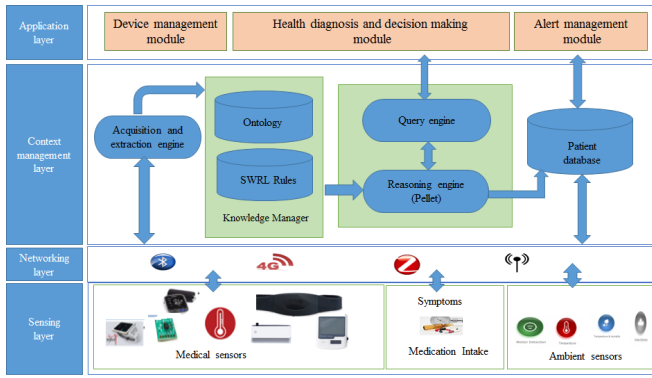 Application
layer
Device management
module
Health diagnosis and decision making
module
Alert management
module
Context
management
layer
Acquisition and
extraction engine
Ontology
SWRL Rules
Knowledge Manager
Query engine
Reasoning engine
(Pellet)
Patient
database
Networking
layer
4G
Sensing
layer
Medical sensors
Symptoms
Medication Intake
Ambient sensors